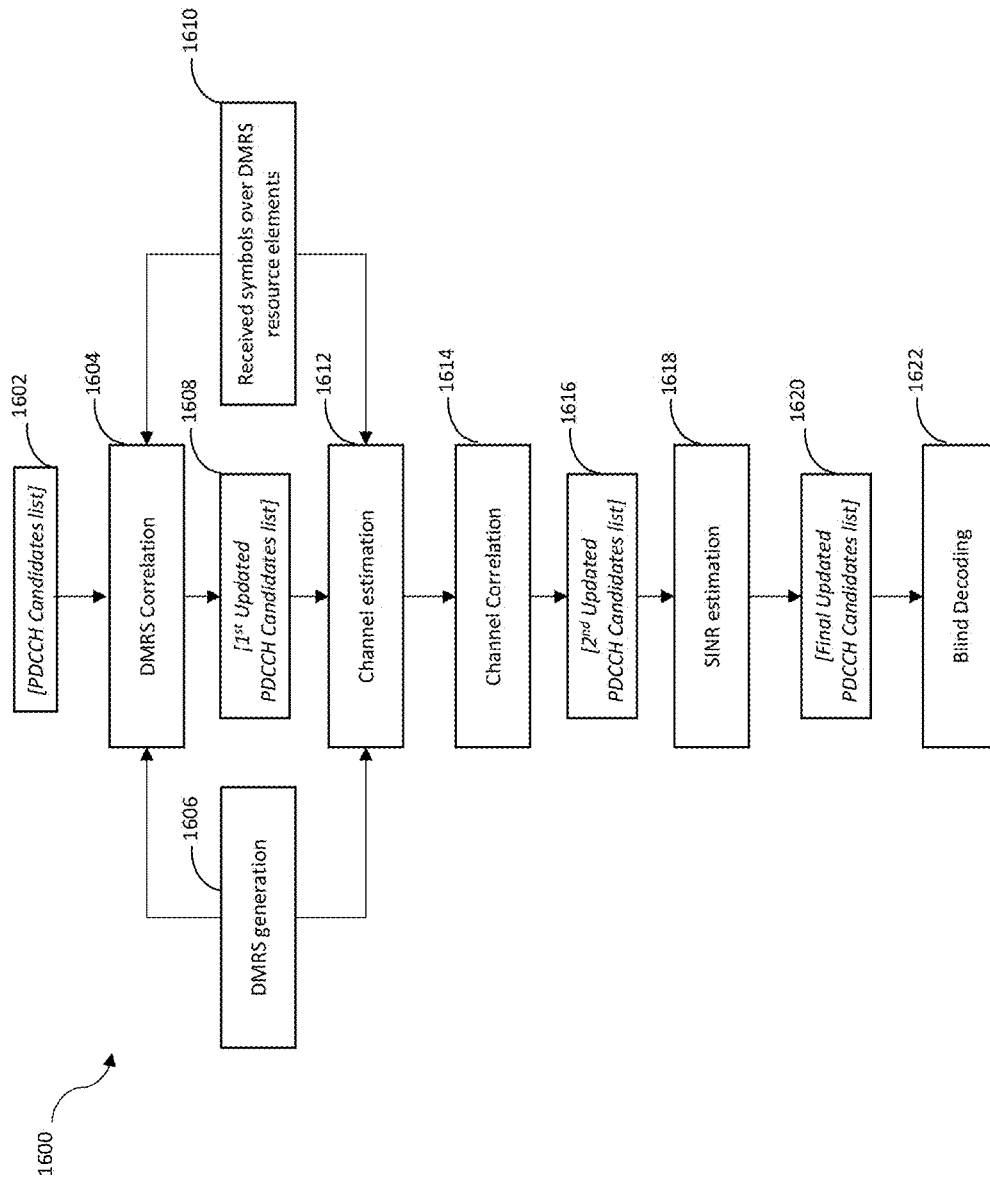 1600
1602
[PDCCH Candidates list]
1604
DMRS Correlation
1606
DMRS generation
1608
[1st Updated
PDCCH Candidates list]
1610
Received symbols over DMRS
resource elements
1612
Channel estimation
1614
Channel Correlation
1616
[2nd Updated
PDCCH Candidates list]
1618
SINR estimation
1620
[Final Updated
PDCCH Candidates list]
1622
Blind Decoding